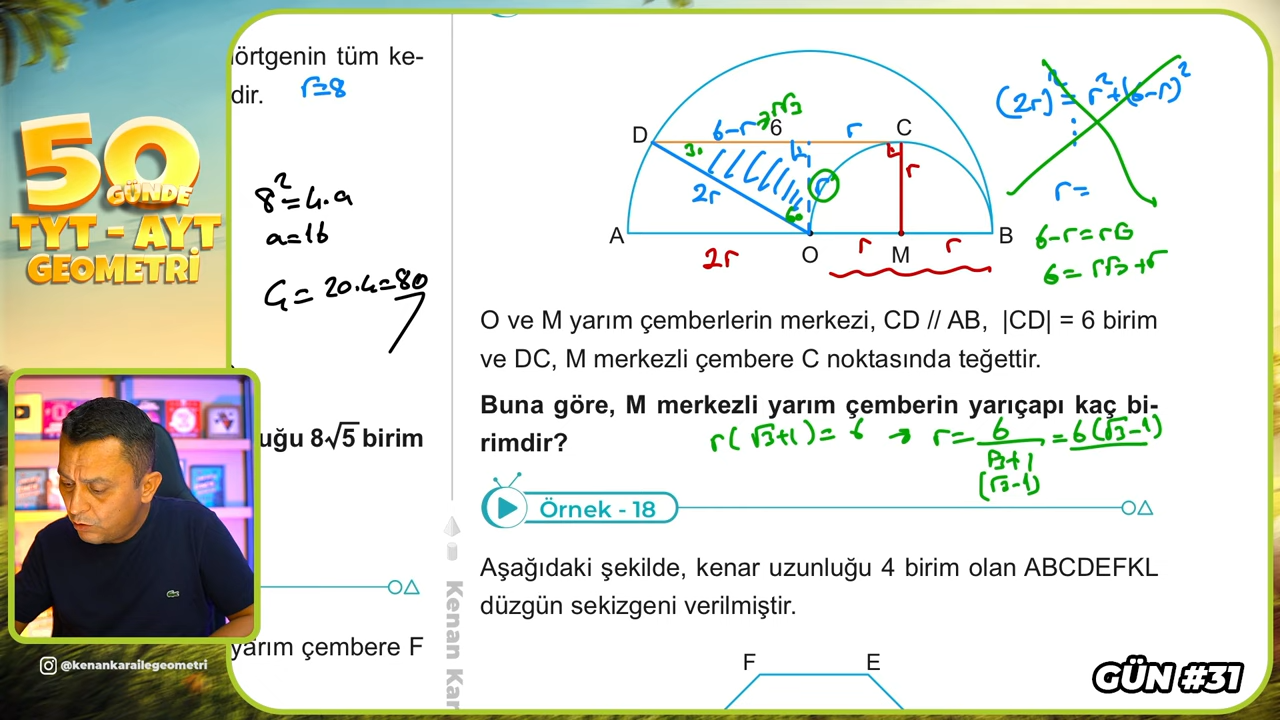 50
GÜNDE
TYT - AYT
GEOMETRİ
@kenankarailegeometri
örtgenin tüm ke-
dir. r=8
8² = 4.a
a=16
Ç = 20.4=80
uğu 8√5 birim
yarım çembere F
Kenan Kar
D 6-r 6 r√3 r C
30 2r 60 r r
A O M B
2r r r
(2r)² = r² + (6-r)²
r=
6-r=r√3
6= r√3 +r
O ve M yarım çemberlerin merkezi, CD // AB, |CD| = 6 birim
ve DC, M merkezli çembere C noktasında teğettir.
Buna göre, M merkezli yarım çemberin yarıçapı kaç bi-
rimdir?
r(√3+1) = 6 → r = 6 / √3+1 = 6(√3-1)
(√3-1)
Örnek - 18
Aşağıdaki şekilde, kenar uzunluğu 4 birim olan ABCDEFKL
düzgün sekizgeni verilmiştir.
F E
GÜN #31